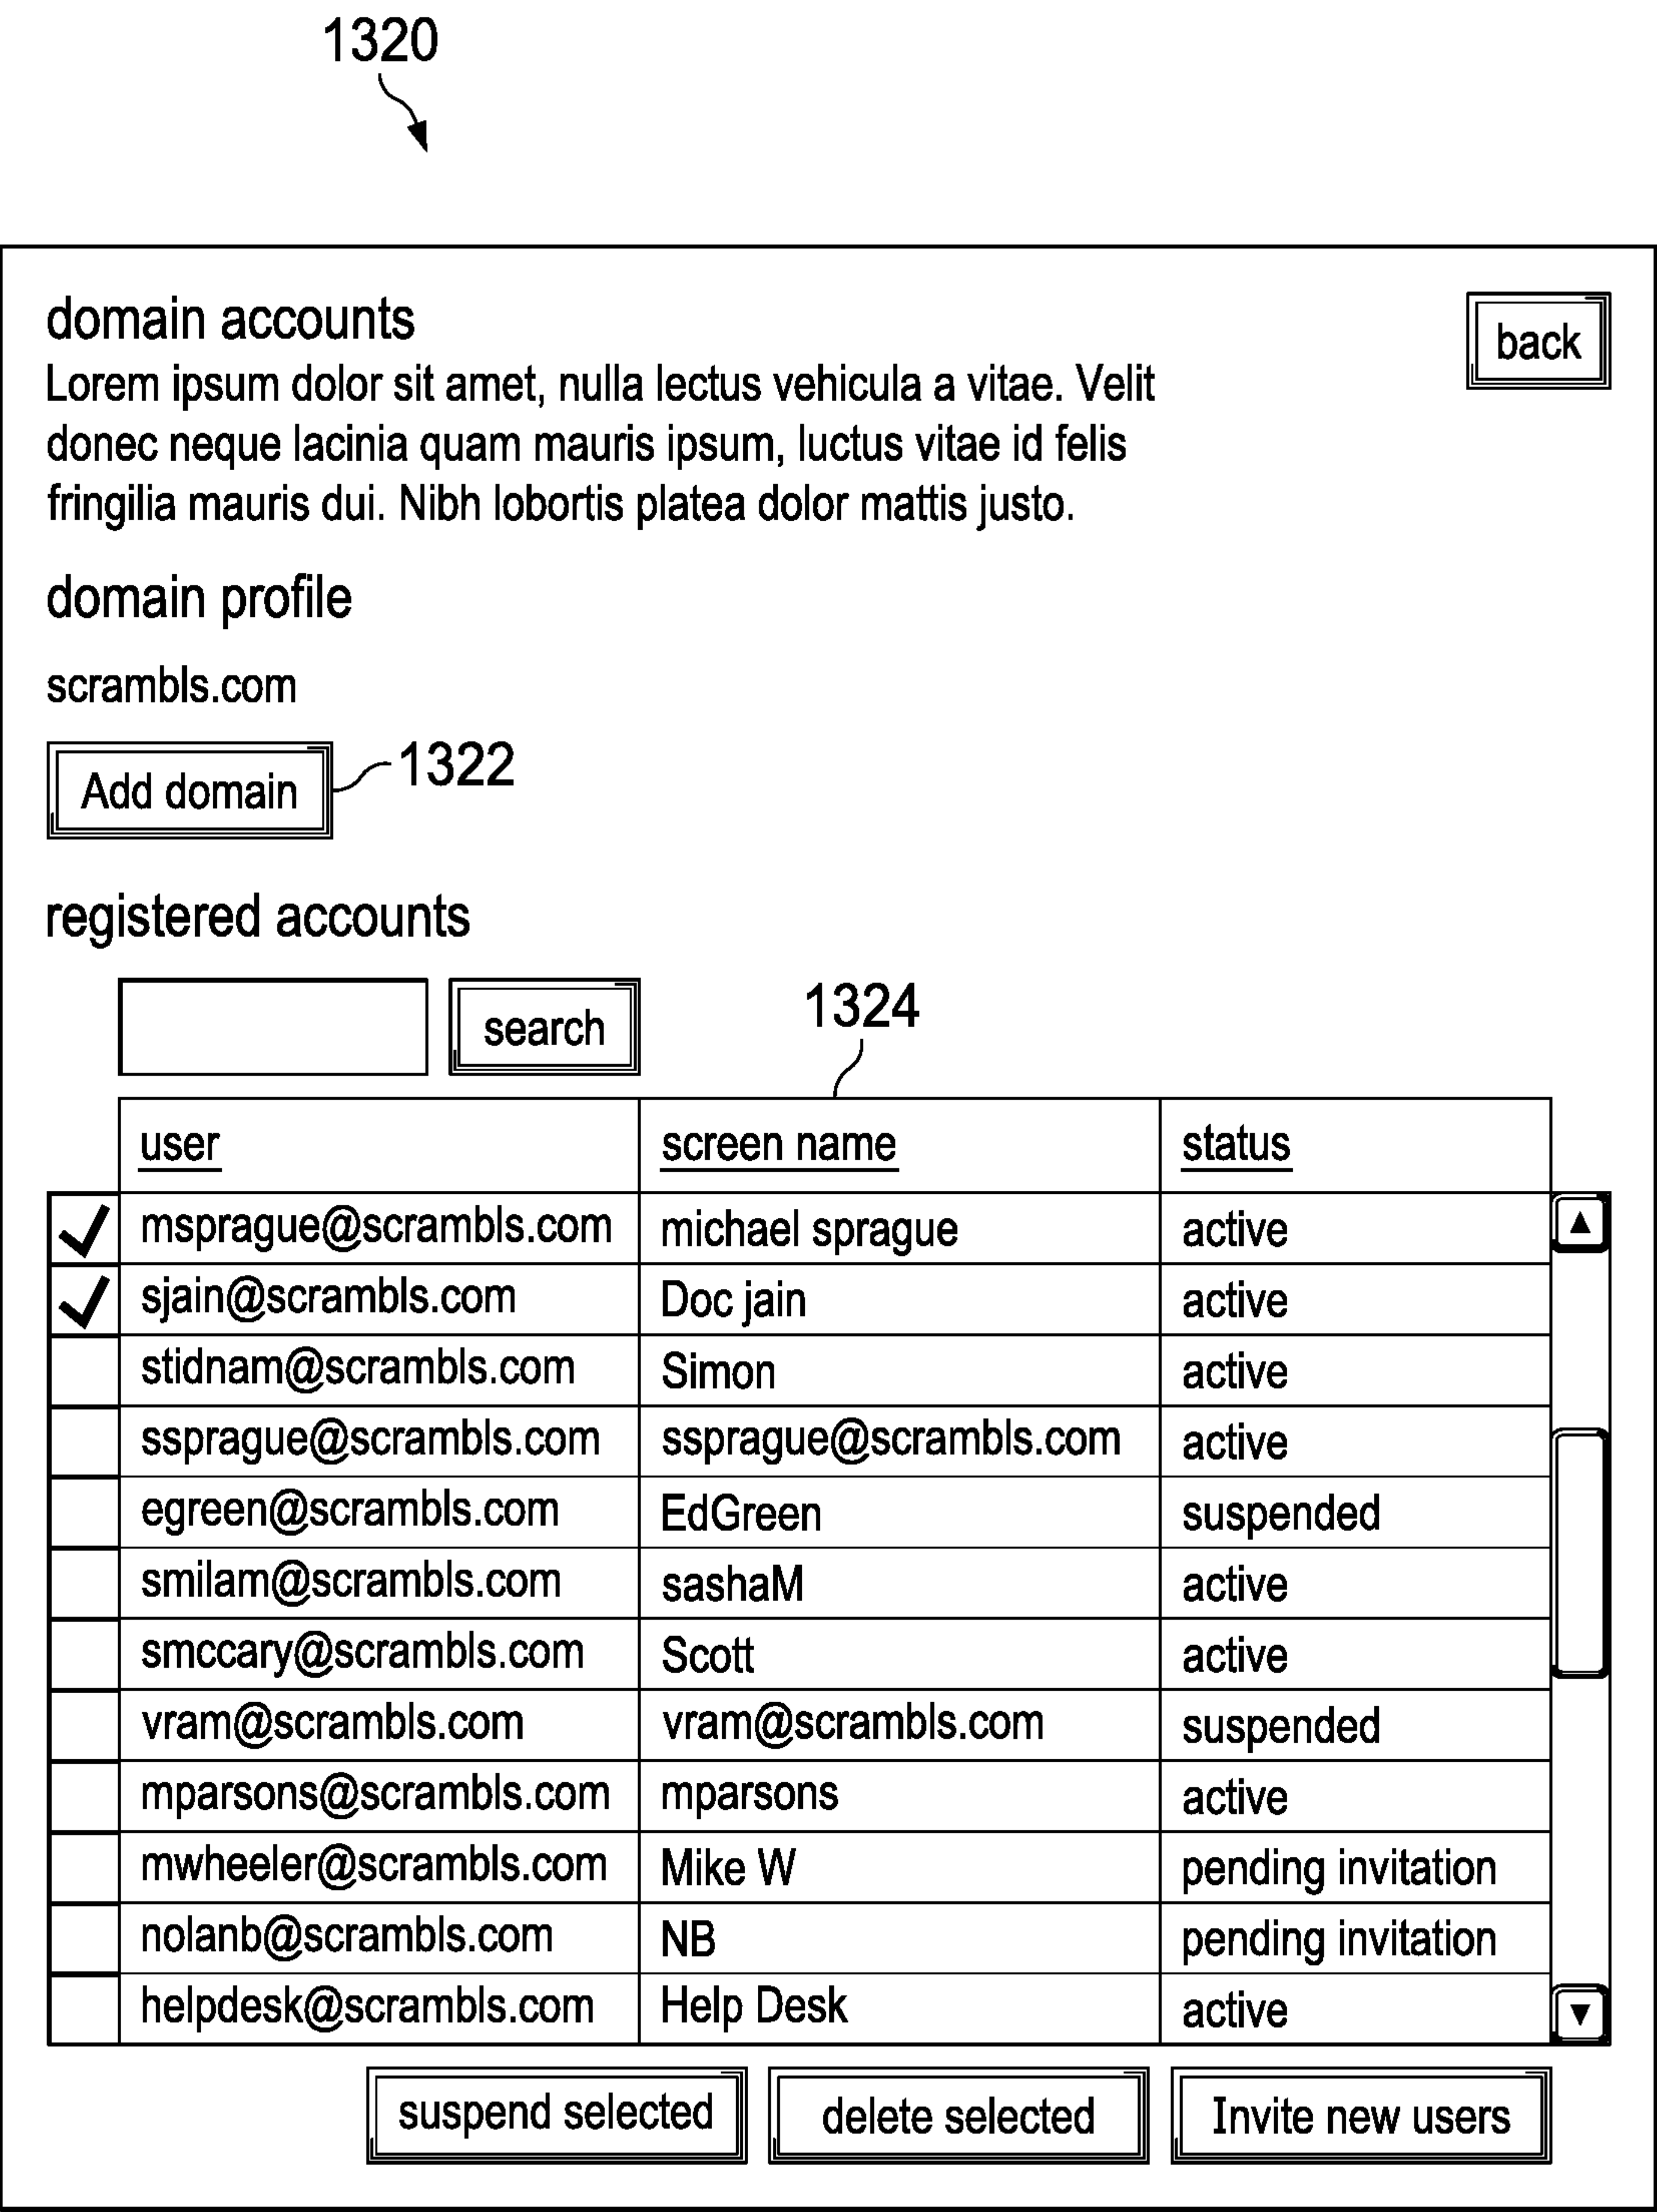 1320
domain accounts
back
Lorem ipsum dolor sit amet, nulla lectus vehicula a vitae. Velit
donec neque lacinia quam mauris ipsum, luctus vitae id felis
fringilia mauris dui. Nibh lobortis platea dolor mattis justo.
domain profile
scrambls.com
Add domain
1322
registered accounts
search
1324
user screen name status
msprague@scrambls.com michael sprague active
sjain@scrambls.com Doc jain active
stidnam@scrambls.com Simon active
ssprague@scrambls.com ssprague@scrambls.com active
egreen@scrambls.com EdGreen suspended
smilam@scrambls.com sashaM active
smccary@scrambls.com Scott active
vram@scrambls.com vram@scrambls.com suspended
mparsons@scrambls.com mparsons active
mwheeler@scrambls.com Mike W pending invitation
nolanb@scrambls.com NB pending invitation
helpdesk@scrambls.com Help Desk active
suspend selected delete selected Invite new users